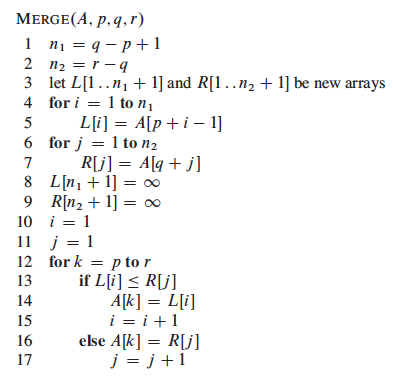 MERGE(A, p, q, r)
1 n₁ = q − p + 1
2 n₂ = r − q
3 let L[1..n₁ + 1] and R[1..n₂ + 1] be new arrays
4 for i = 1 to n₁
5 L[i] = A[p + i − 1]
6 for j = 1 to n₂
7 R[j] = A[q + j]
8 L[n₁ + 1] = ∞
9 R[n₂ + 1] = ∞
10 i = 1
11 j = 1
12 for k = p to r
13 if L[i] ≤ R[j]
14 A[k] = L[i]
15 i = i + 1
16 else A[k] = R[j]
17 j = j + 1